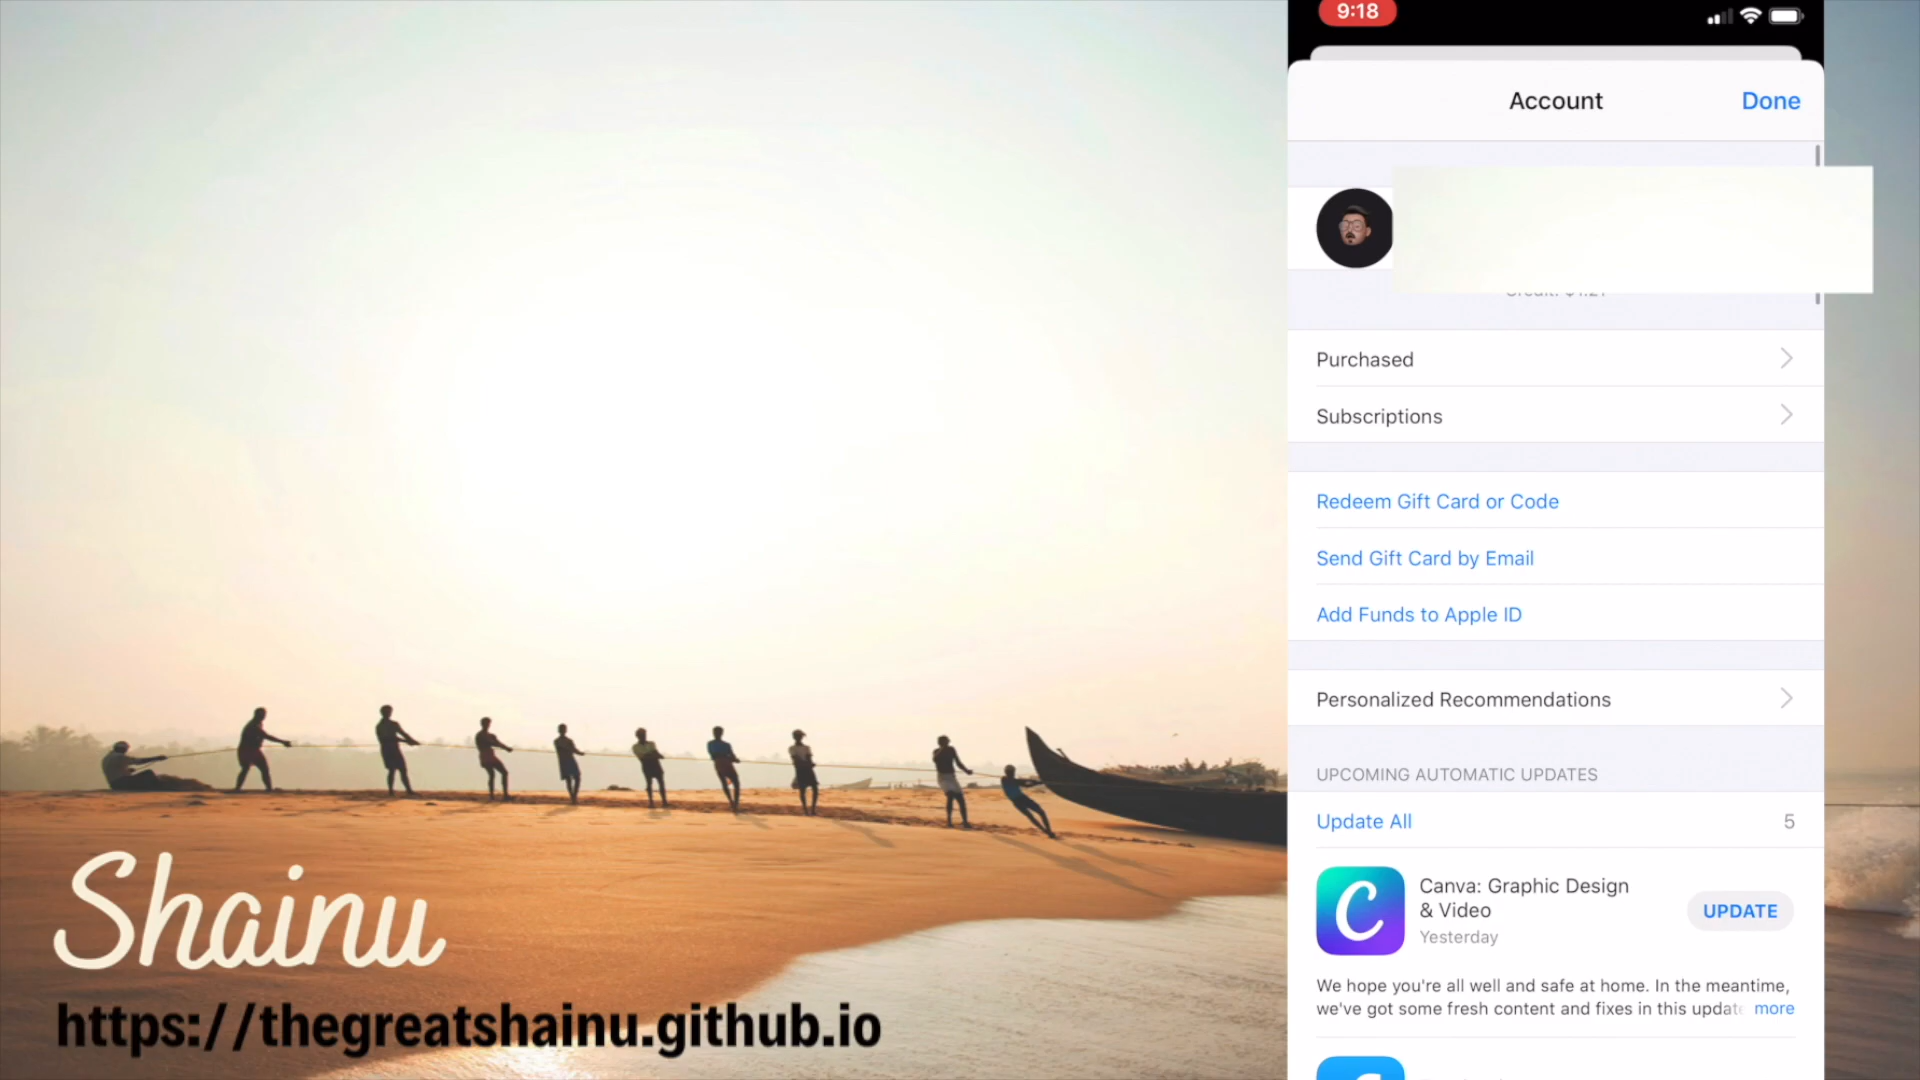 9:18
Account
Done
Purchased
Subscriptions
Redeem Gift Card or Code
Send Gift Card by Email
Add Funds to Apple ID
Personalized Recommendations
UPCOMING AUTOMATIC UPDATES
Update All
5
C
Canva: Graphic Design
& Video
Yesterday
UPDATE
We hope you're all well and safe at home. In the meantime,
we've got some fresh content and fixes in this update more
Shainu
https://thegreatshainu.github.io